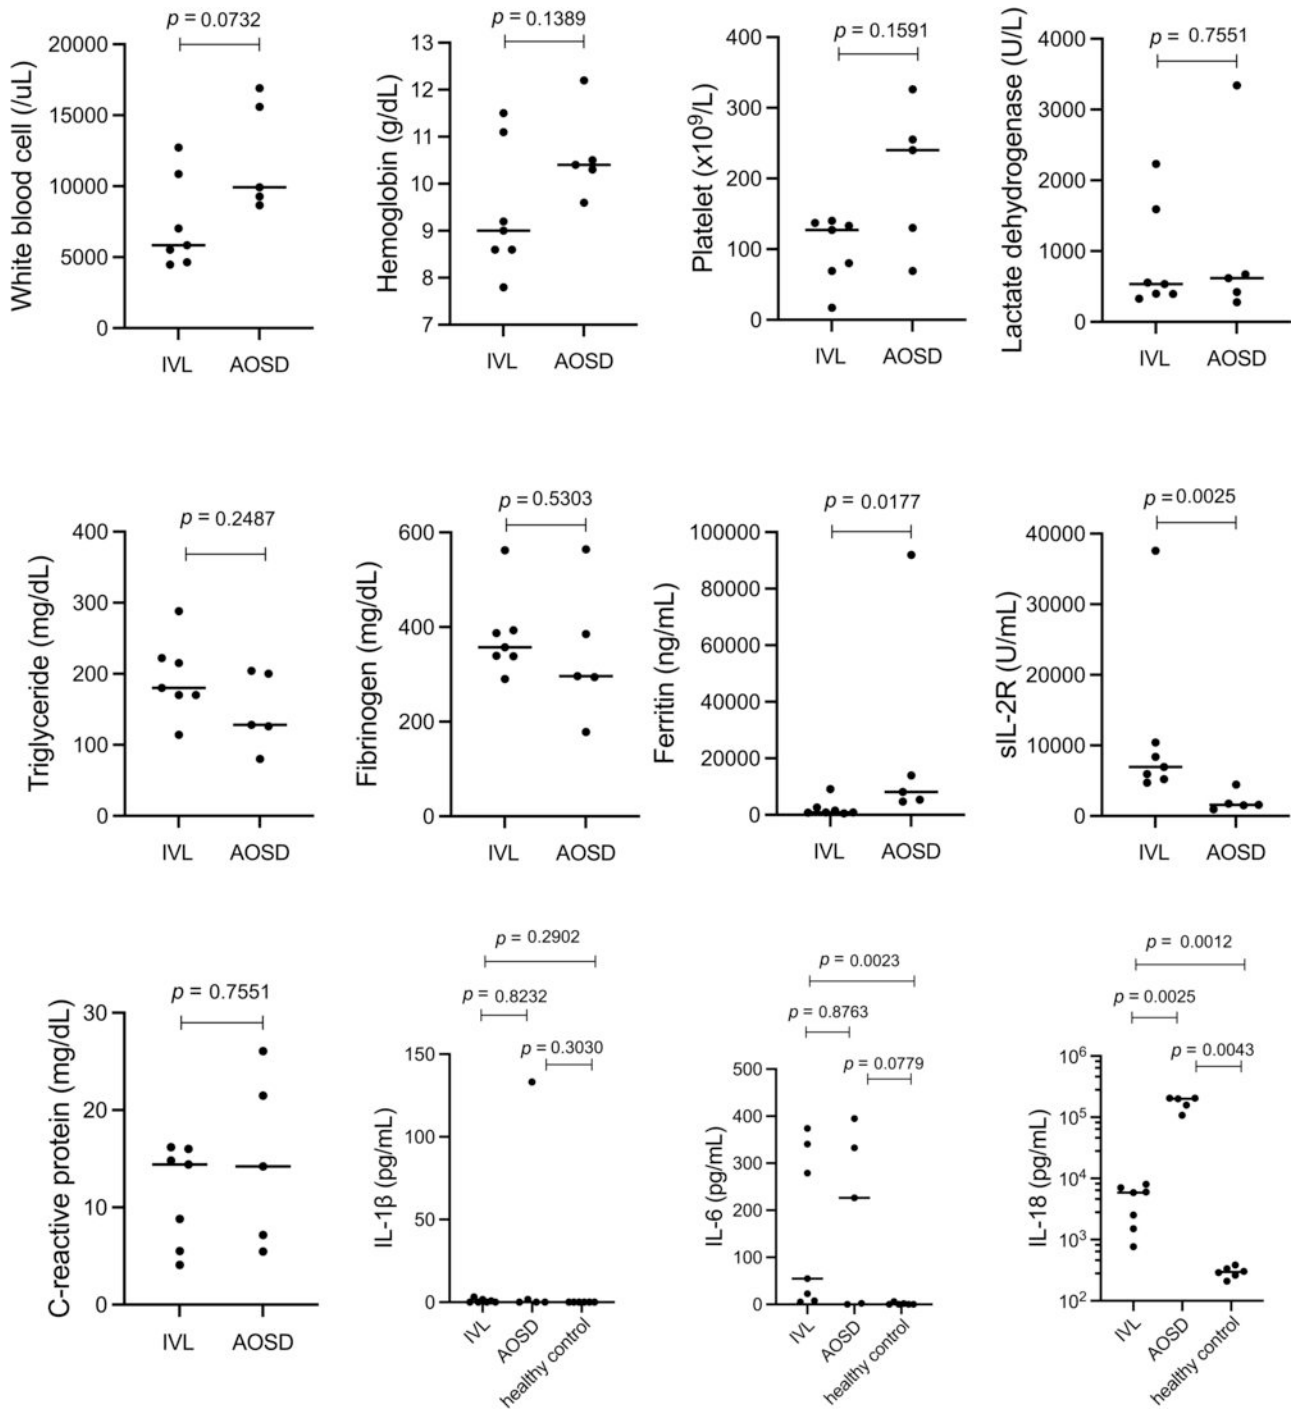 White blood cell (/uL)
p = 0.0732
20000
15000
10000
5000
0
IVL AOSD
Hemoglobin (g/dL)
p = 0.1389
13
12
11
10
9
8
7
IVL AOSD
Platelet (x10⁹/L)
p = 0.1591
400
300
200
100
0
IVL AOSD
Lactate dehydrogenase (U/L)
p = 0.7551
4000
3000
2000
1000
0
IVL AOSD
Triglyceride (mg/dL)
p = 0.2487
400
300
200
100
0
IVL AOSD
Fibrinogen (mg/dL)
p = 0.5303
600
400
200
0
IVL AOSD
Ferritin (ng/mL)
p = 0.0177
100000
80000
60000
40000
20000
0
IVL AOSD
sIL-2R (U/mL)
p = 0.0025
40000
30000
20000
10000
0
IVL AOSD
C-reactive protein (mg/dL)
p = 0.7551
30
20
10
0
IVL AOSD
IL-1β (pg/mL)
p = 0.2902
p = 0.8232
p = 0.3030
150
100
50
0
IVL AOSD healthy control
IL-6 (pg/mL)
p = 0.0023
p = 0.8763
p = 0.0779
500
400
300
200
100
0
IVL AOSD healthy control
IL-18 (pg/mL)
p = 0.0012
p = 0.0025
p = 0.0043
10⁶
10⁵
10⁴
10³
10²
IVL AOSD healthy control